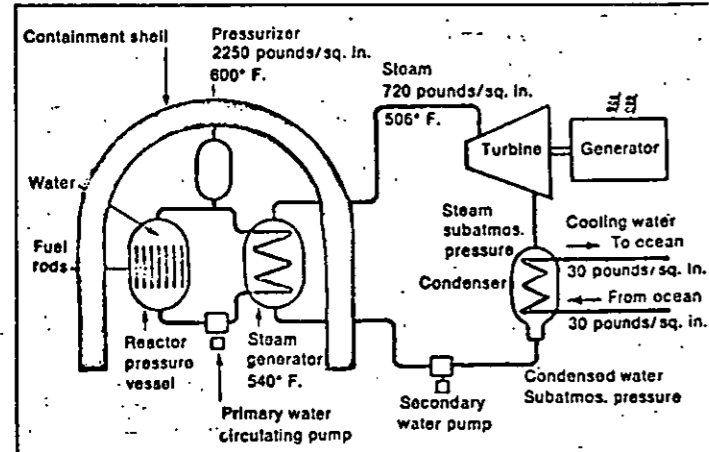 Containment shell
Pressurizer
2250 pounds/sq. in.
600° F.
Steam
720 pounds/sq. in.
506° F.
Turbine
Generator
Water
Fuel
rods
Steam
subatmos.
pressure
Cooling water
To ocean
30 pounds/sq. in.
Condenser
From ocean
30 pounds/sq. in.
Reactor
pressure
vessel
Steam
generator
540° F.
Primary water
circulating pump
Secondary
water pump
Condensed water
Subatmos. pressure